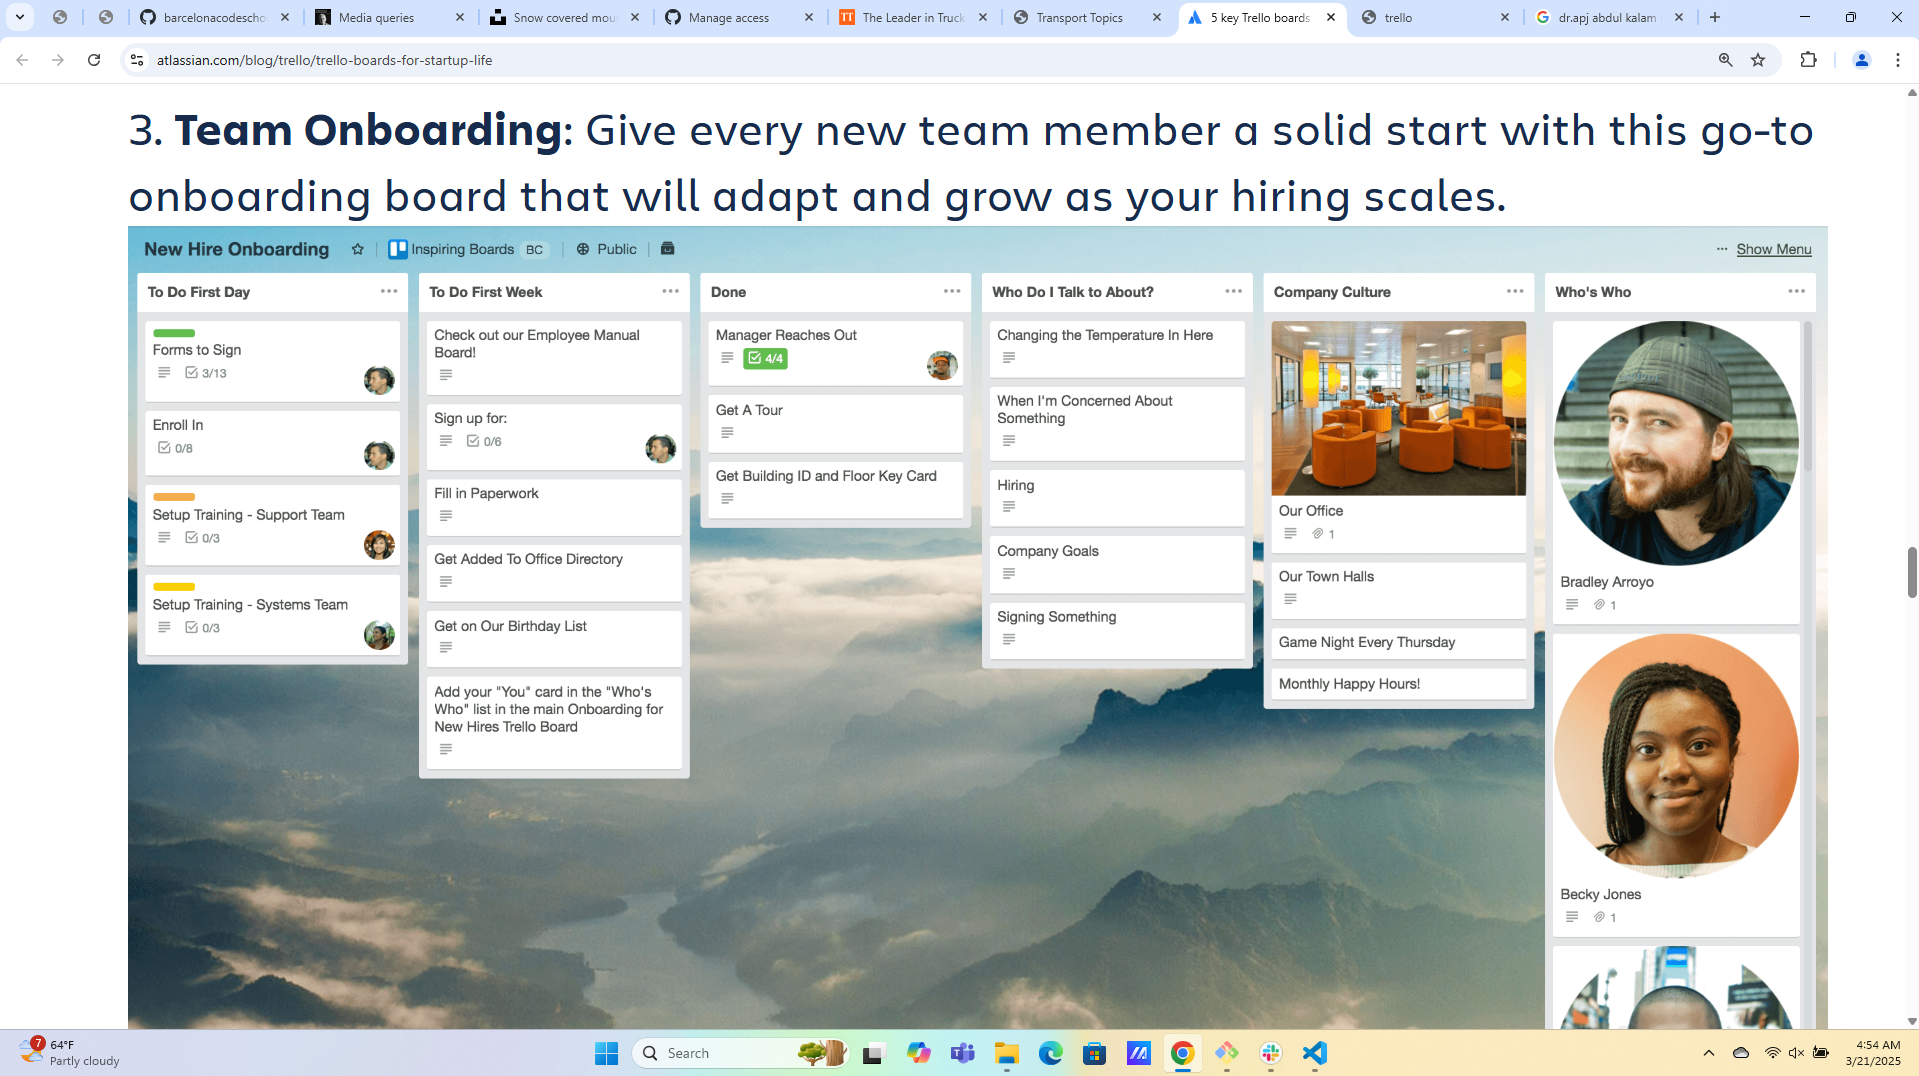 barcelonacodescho
Media queries
Snow covered mou
Manage access
The Leader in Truck
Transport Topics
5 key Trello boards
trello
dr.apj abdul kalam
atlassian.com/blog/trello/trello-boards-for-startup-life
3. Team Onboarding: Give every new team member a solid start with this go-to
onboarding board that will adapt and grow as your hiring scales.
New Hire Onboarding
Inspiring Boards BC
Public
... Show Menu
To Do First Day
Forms to Sign
3/13
Enroll In
0/8
Setup Training - Support Team
0/3
Setup Training - Systems Team
0/3
To Do First Week
Check out our Employee Manual
Board!
Sign up for:
0/6
Fill in Paperwork
Get Added To Office Directory
Get on Our Birthday List
Add your "You" card in the "Who's
Who" list in the main Onboarding for
New Hires Trello Board
Done
Manager Reaches Out
4/4
Get A Tour
Get Building ID and Floor Key Card
Who Do I Talk to About?
Changing the Temperature In Here
When I'm Concerned About
Something
Hiring
Company Goals
Signing Something
Company Culture
Our Office
1
Our Town Halls
Game Night Every Thursday
Monthly Happy Hours!
Who's Who
Bradley Arroyo
1
Becky Jones
1
7
64°F
Partly cloudy
Search
4:54 AM
3/21/2025